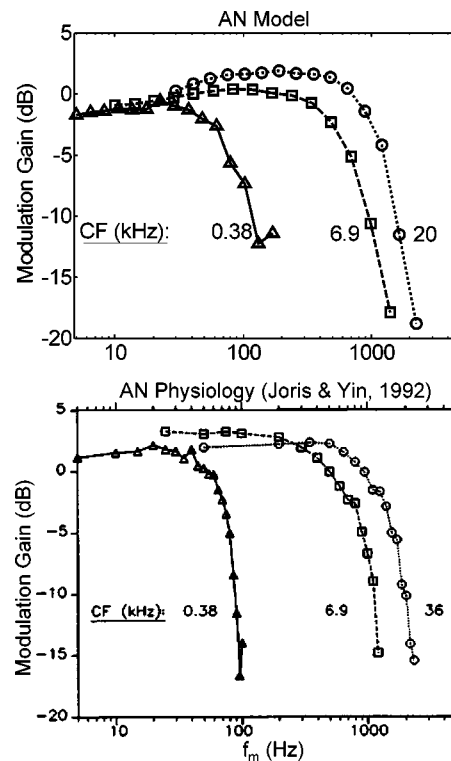 AN Model
5
0
-5
-10
-15
-20
Modulation Gain (dB)
CF (kHz): 0.38 6.9 20
10 100 1000
AN Physiology (Joris & Yin, 1992)
5
0
-5
-10
-15
-20
Modulation Gain (dB)
CF (kHz): 0.38 6.9 36
10 100 1000
fm (Hz)